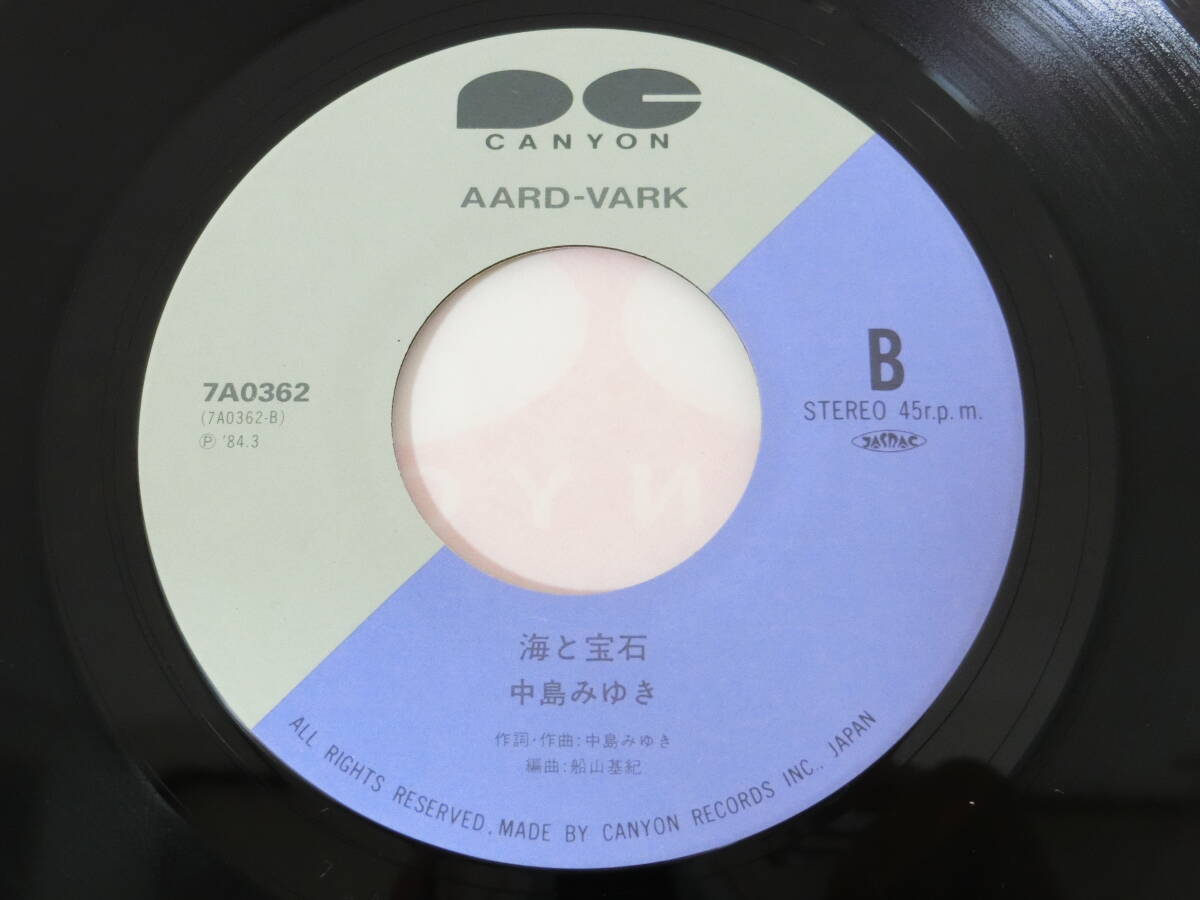 PC
CANYON
AARD-VARK
7A0362
(7A0362-B)
Ⓟ '84.3
B
STEREO 45r.p.m.
JASRAC
海と宝石
中島みゆき
作詞・作曲:中島みゆき
編曲:船山基紀
ALL RIGHTS RESERVED, MADE BY CANYON RECORDS INC., JAPAN
N Y